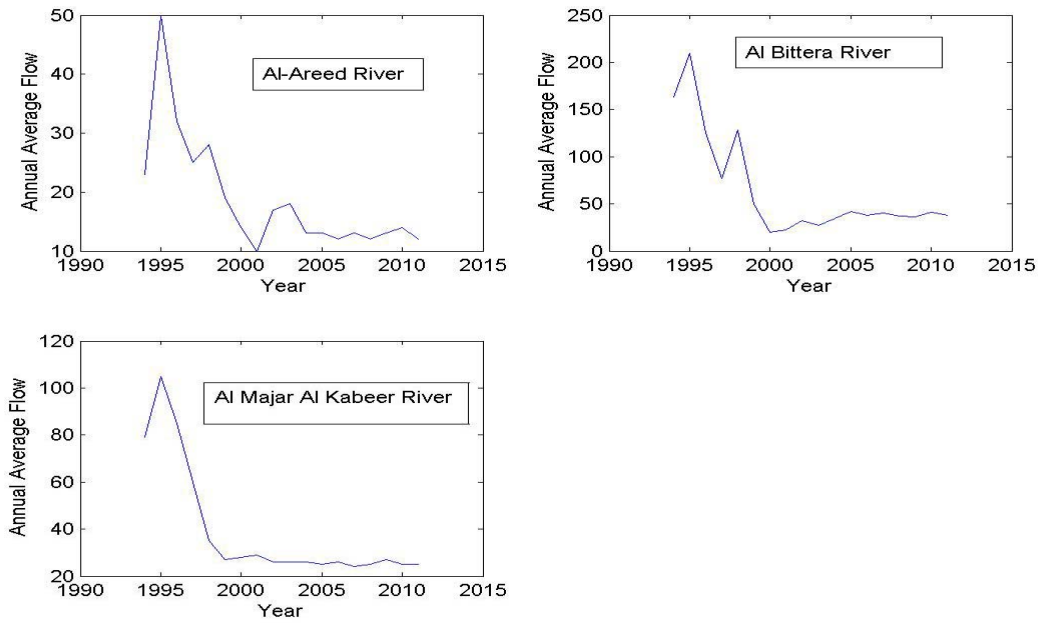 Annual Average Flow
50
40
30
20
10
Al-Areed River
1990 1995 2000 2005 2010 2015
Year
Annual Average Flow
250
200
150
100
50
0
Al Bittera River
1990 1995 2000 2005 2010 2015
Year
Annual Average Flow
120
100
80
60
40
20
Al Majar Al Kabeer River
1990 1995 2000 2005 2010 2015
Year